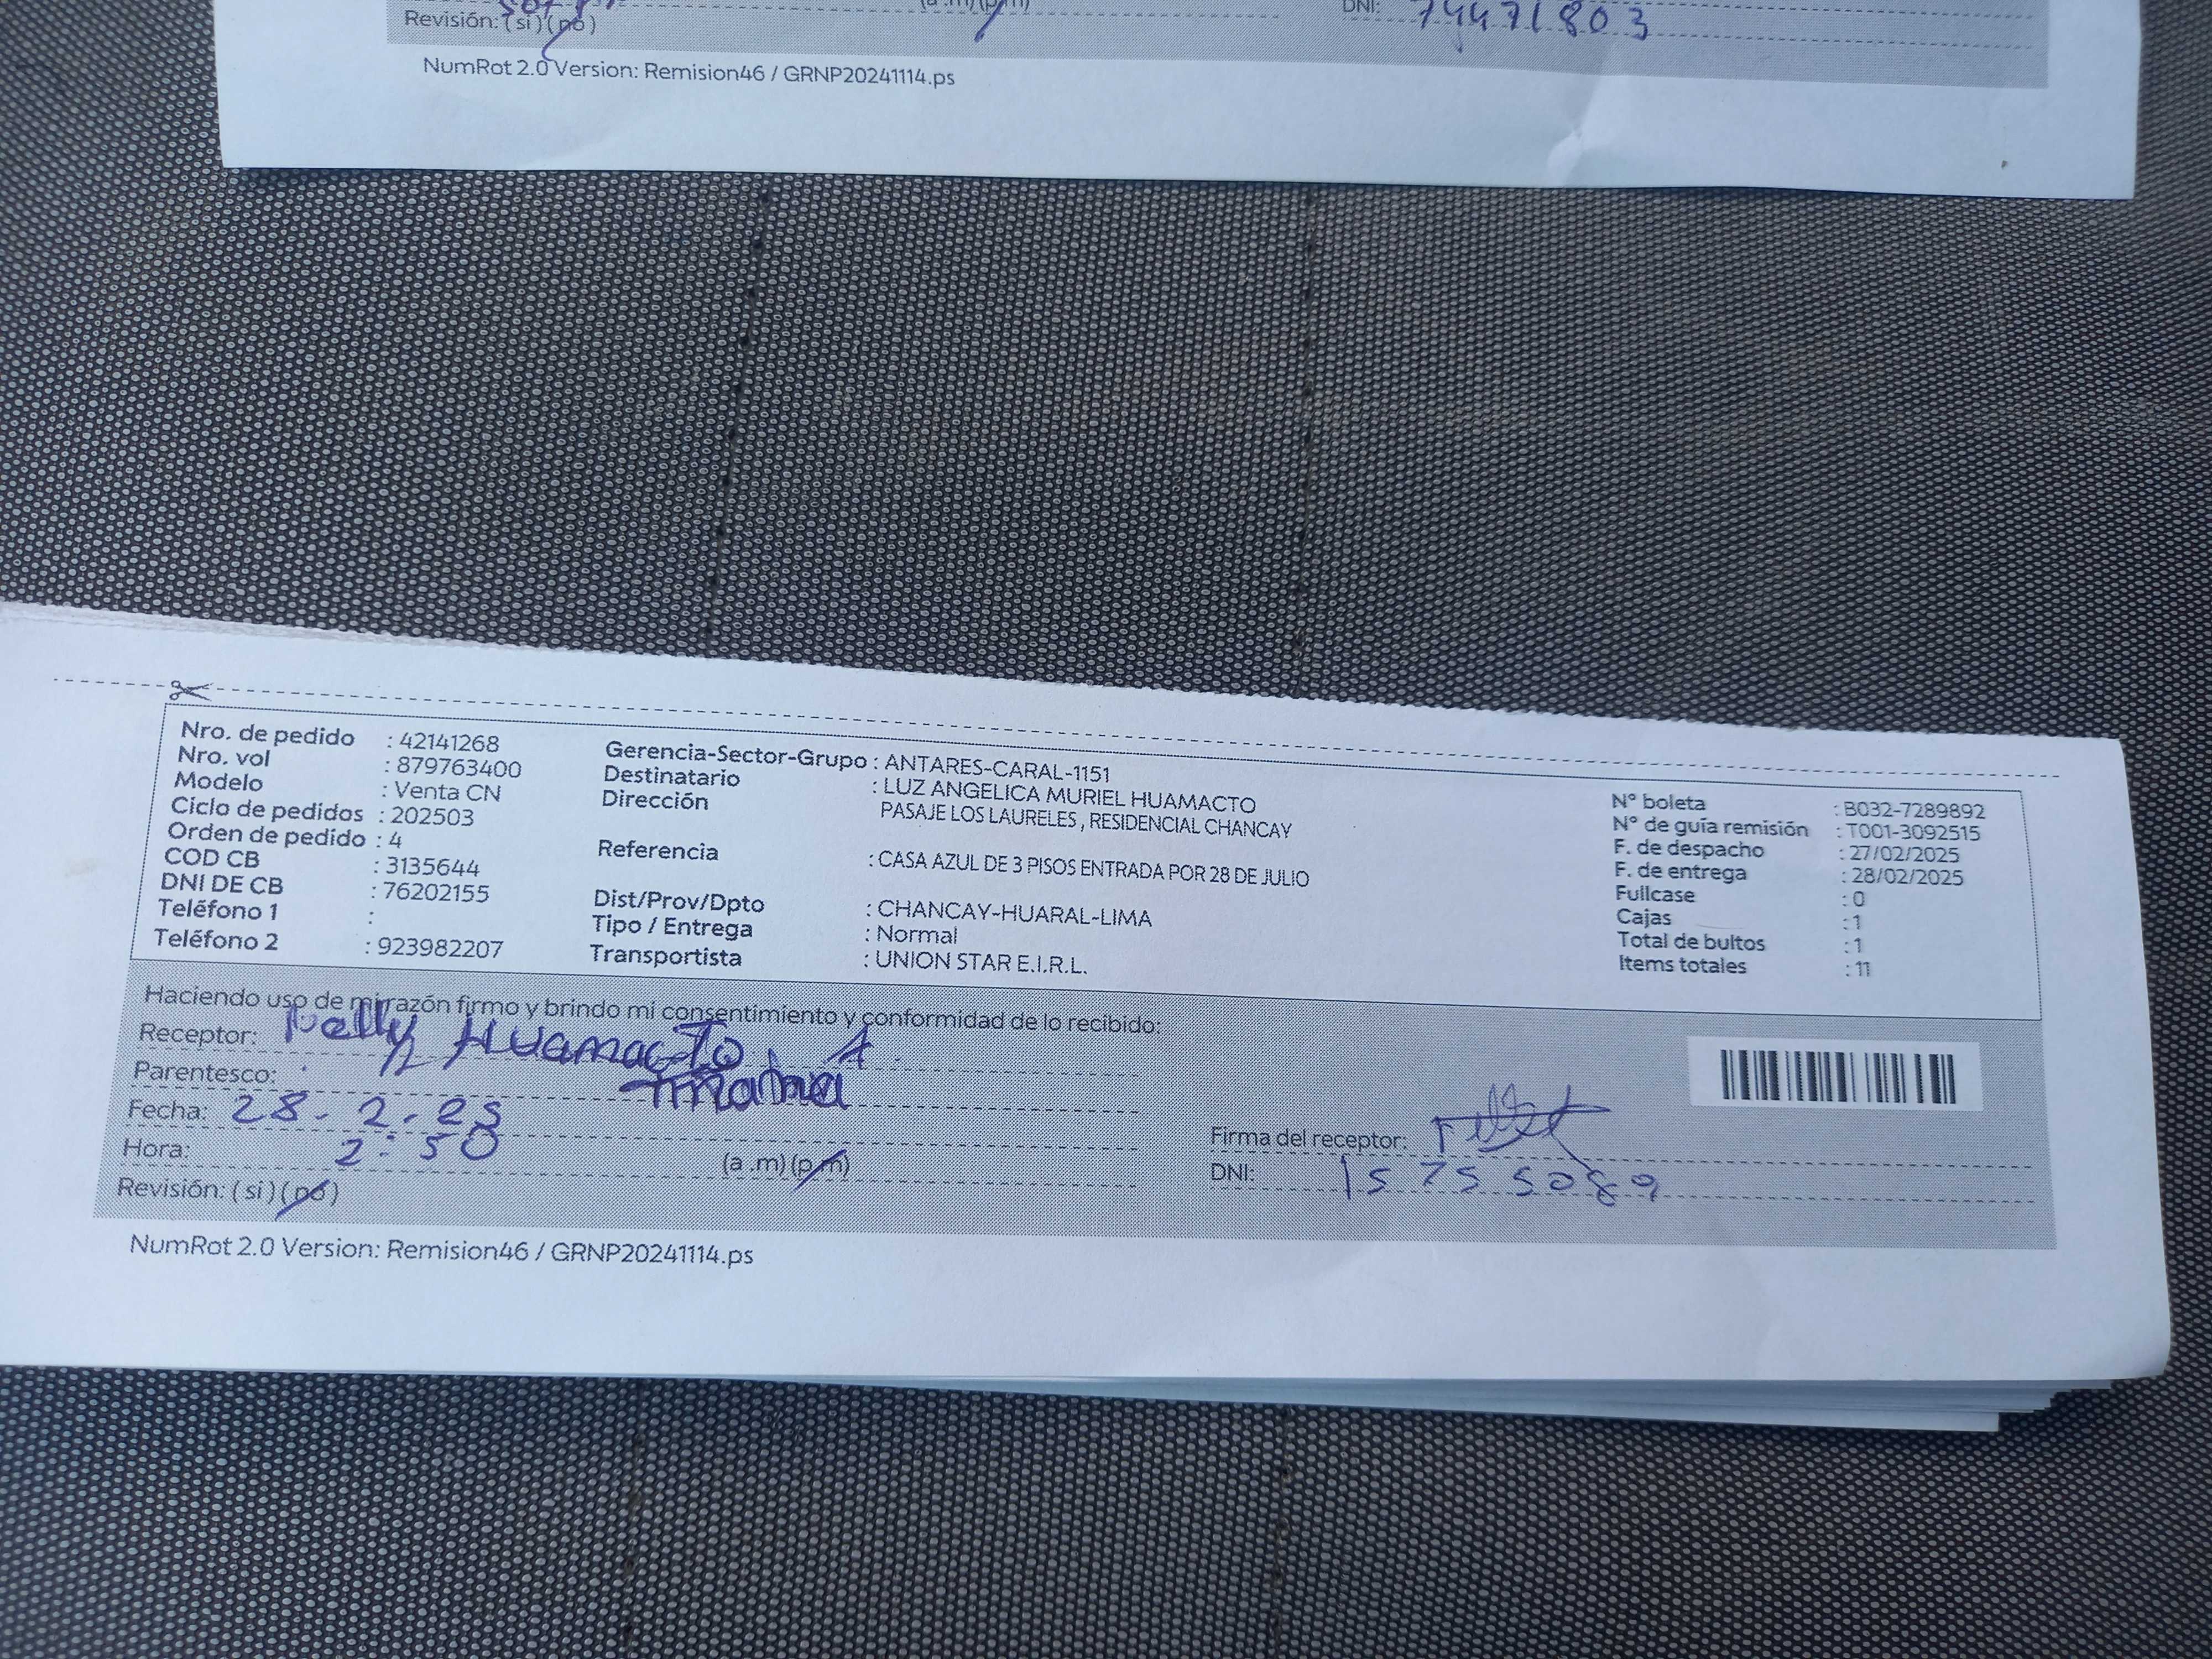 Revisión: (si) (no)
DNI: 74471803
NumRot 2.0 Version: Remision46 / GRNP20241114.ps
Nro. de pedido : 42141268
Nro. vol : 879763400
Modelo : Venta CN
Ciclo de pedidos : 202503
Orden de pedido : 4
COD CB : 3135644
DNI DE CB : 76202155
Teléfono 1 :
Teléfono 2 : 923982207
Gerencia-Sector-Grupo : ANTARES-CARAL-1151
Destinatario : LUZ ANGELICA MURIEL HUAMACTO
Dirección PASAJE LOS LAURELES , RESIDENCIAL CHANCAY
Referencia : CASA AZUL DE 3 PISOS ENTRADA POR 28 DE JULIO
Dist/Prov/Dpto : CHANCAY-HUARAL-LIMA
Tipo / Entrega : Normal
Transportista : UNION STAR E.I.R.L.
N° boleta : B032-7289892
N° de guía remisión : T001-3092515
F. de despacho : 27/02/2025
F. de entrega : 28/02/2025
Fullcase : 0
Cajas : 1
Total de bultos : 1
Items totales : 11
Haciendo uso de mi razón firmo y brindo mi consentimiento y conformidad de lo recibido:
Receptor: Nelly Huamacto A
Parentesco: mama
Fecha: 28-2-25
Hora: 2:50 (a .m) (p.m)
Revisión: (si) (no)
Firma del receptor:
DNI: 15755089
NumRot 2.0 Version: Remision46 / GRNP20241114.ps